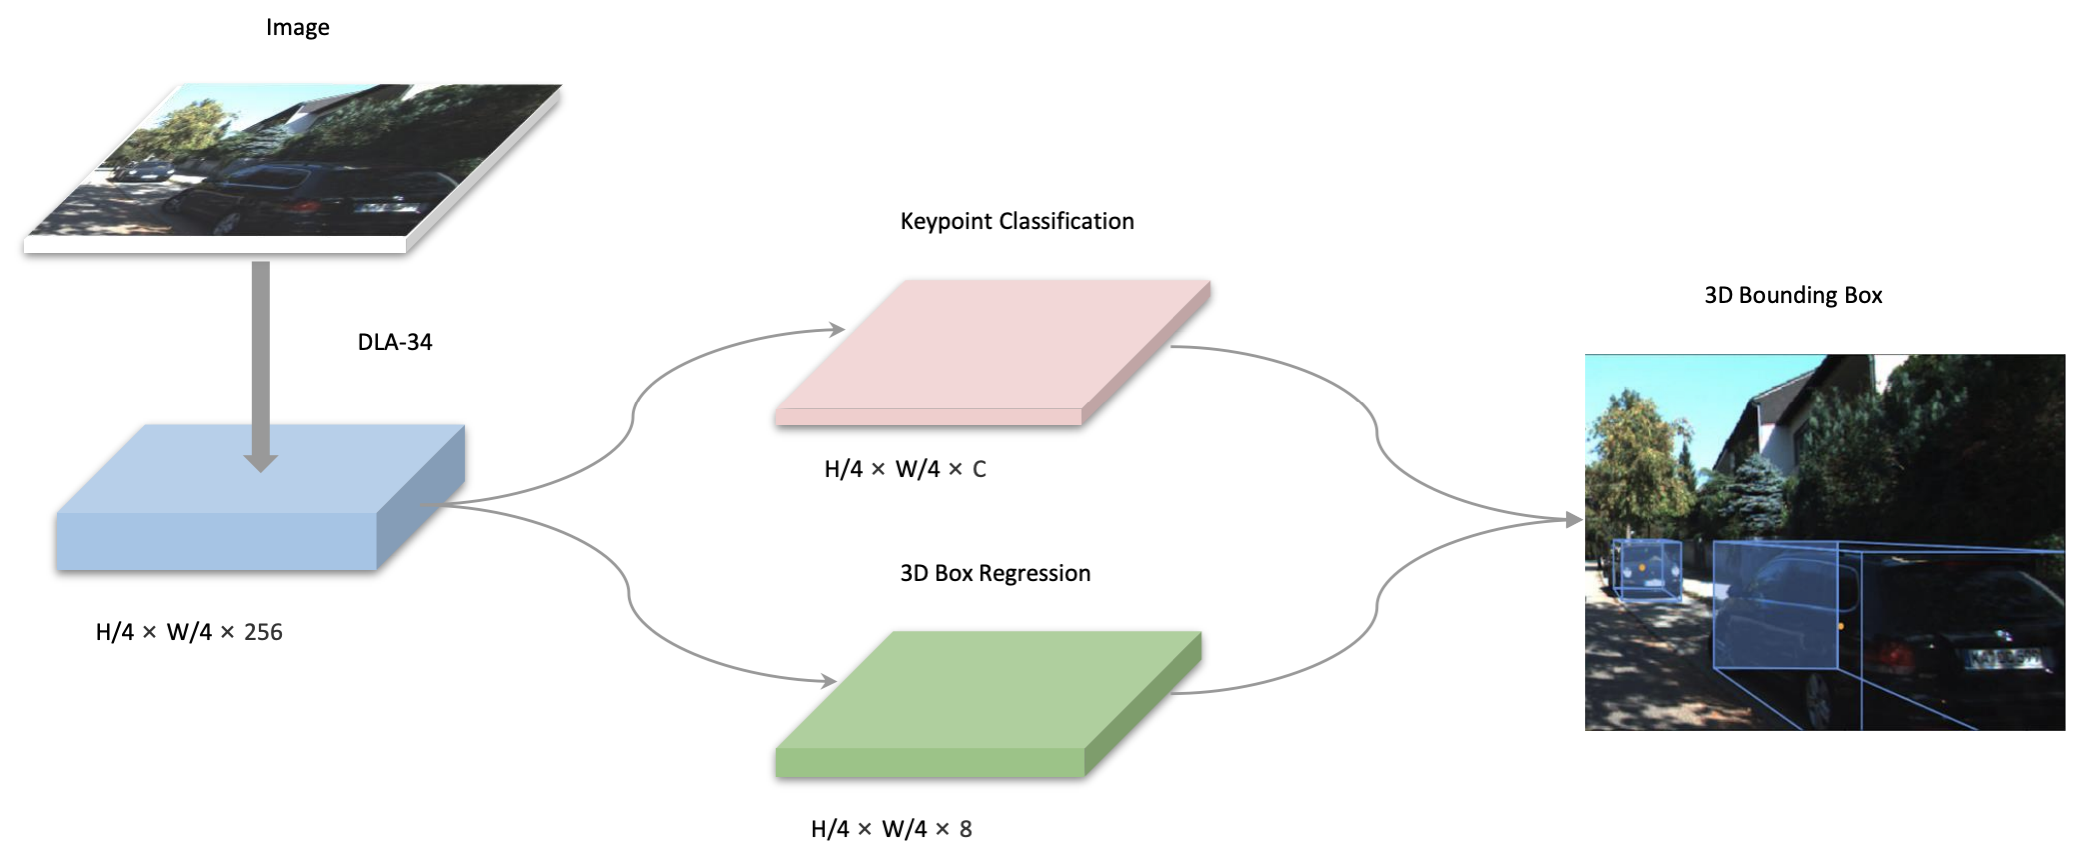 Image
DLA-34
H/4 × W/4 × 256
Keypoint Classification
H/4 × W/4 × C
3D Box Regression
H/4 × W/4 × 8
3D Bounding Box